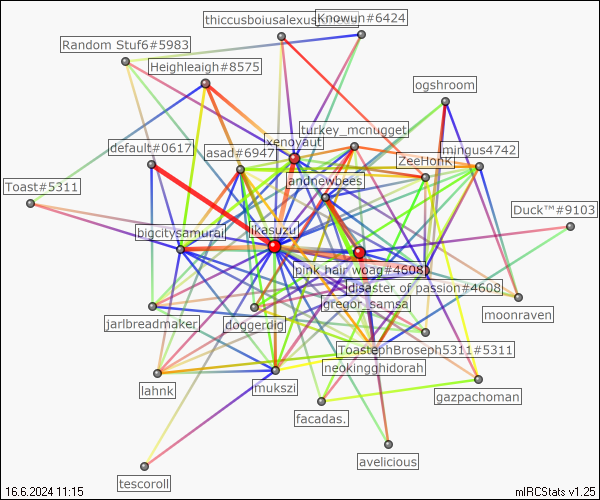 Knowun#6424
Random Stuf6#5983
Heighleaigh#8575
ogshroom
turkey_mcnugget
xenoyaut
default#0617
asad#6947
ZeeHonk
mingus4742
andnewbees
Toast#5311
Duck™#9103
bigcitysamurai
likasuzu
pink hair woag#4608
disaster of passion#4608
gregor_samsa
moonraven
jarlbreadmaker
doggerdig
ToastephBroseph5311#5311
neokingghidorah
lahnk
mukszi
gazpachoman
facadas.
avelicious
tescoroll
16.6.2024 11:15
mIRCStats v1.25